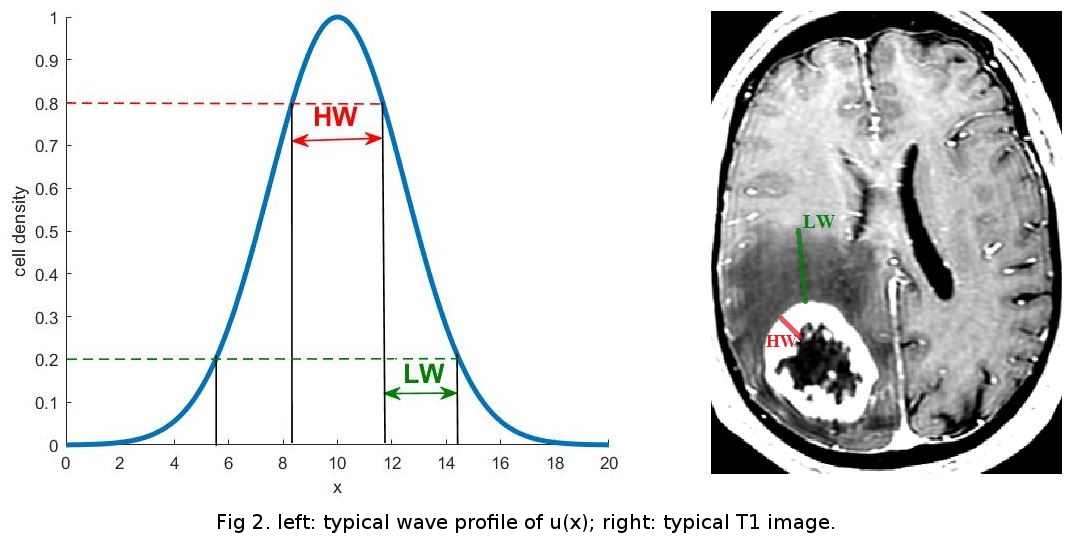 1
0.9
0.8
0.7
0.6
0.5
0.4
0.3
0.2
0.1
0
cell density
HW
LW
0 2 4 6 8 10 12 14 16 18 20
x
LW
HW
Fig 2. left: typical wave profile of u(x); right: typical T1 image.